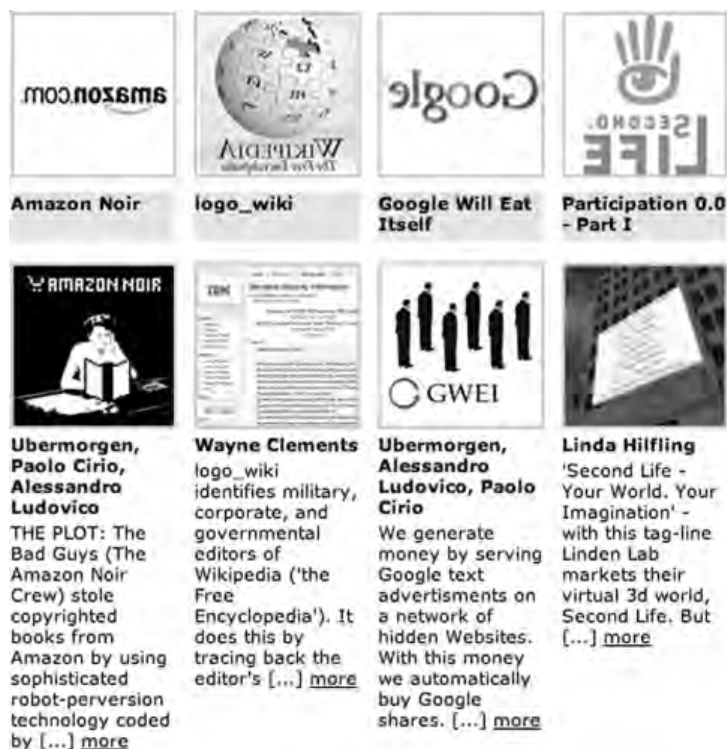 amazon.com
WIKIPEDIA
The Free Encyclopedia
Google
SECOND
LIFE
Amazon Noir
logo_wiki
Google Will Eat
Itself
Participation 0.0
- Part I
AMAZON NOIR
GWEI
Ubermorgen,
Paolo Cirio,
Alessandro
Ludovico
THE PLOT: The
Bad Guys (The
Amazon Noir
Crew) stole
copyrighted
books from
Amazon by using
sophisticated
robot-perversion
technology coded
by [...] more
Wayne Clements
logo_wiki
identifies military,
corporate, and
governmental
editors of
Wikipedia ('the
Free
Encyclopedia'). It
does this by
tracing back the
editor's [...] more
Ubermorgen,
Alessandro
Ludovico, Paolo
Cirio
We generate
money by serving
Google text
advertisments on
a network of
hidden Websites.
With this money
we automatically
buy Google
shares. [...] more
Linda Hilfling
'Second Life -
Your World. Your
Imagination' -
with this tag-line
Linden Lab
markets their
virtual 3d world,
Second Life. But
[...] more